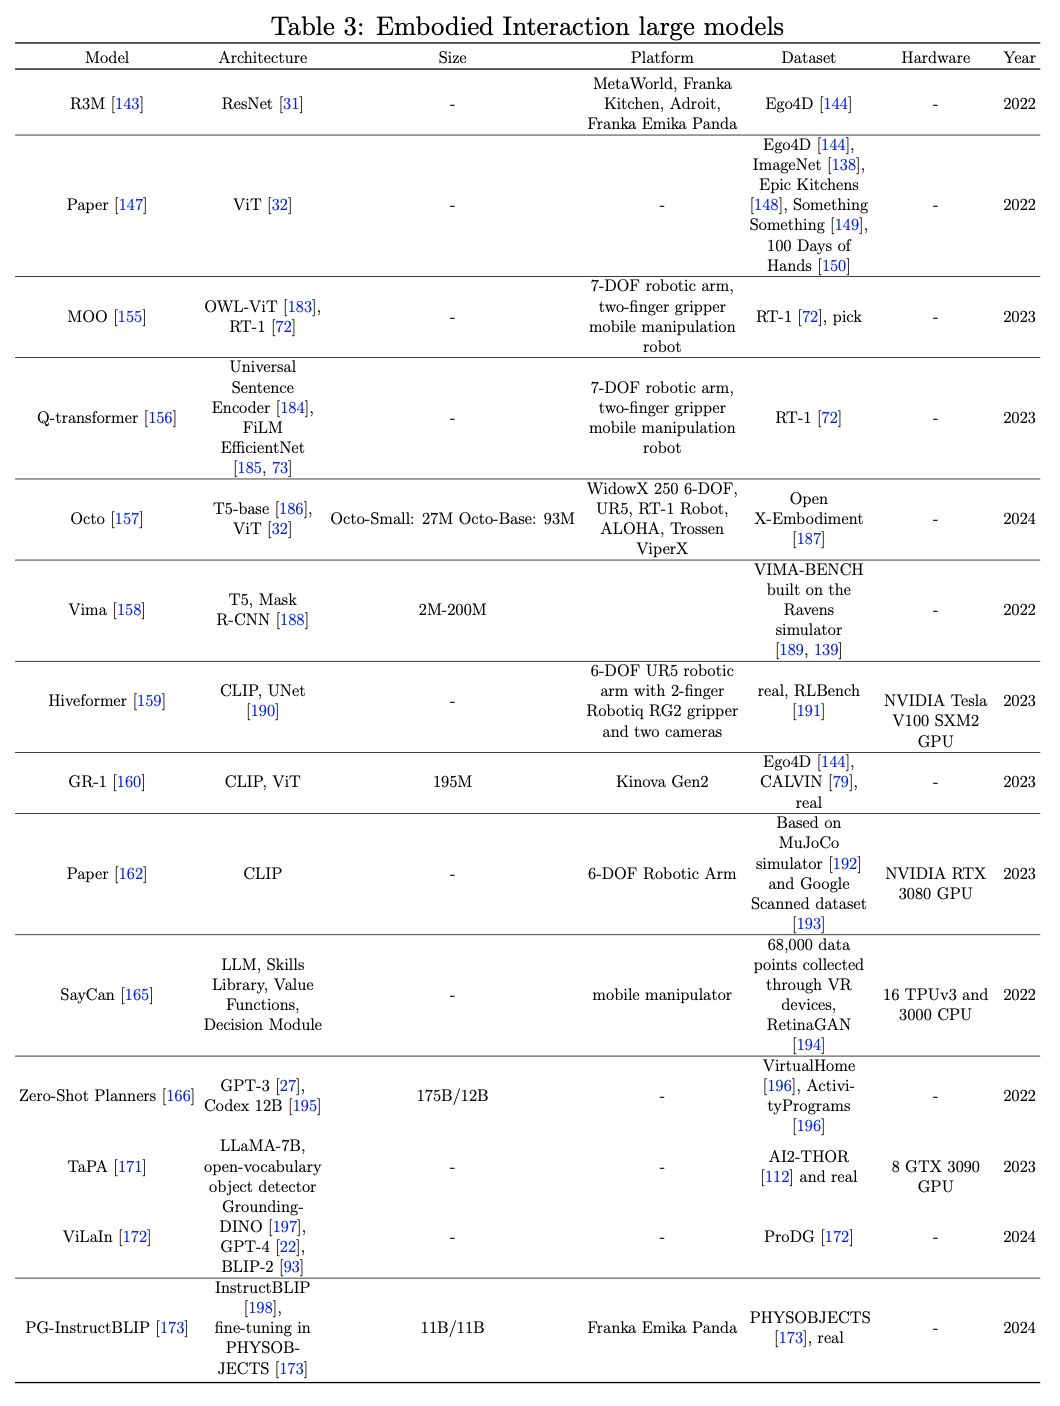 Table 3: Embodied Interaction large models
Model Architecture Size Platform Dataset Hardware Year
R3M [143] ResNet [31] - MetaWorld, Franka Kitchen, Adroit, Franka Emika Panda Ego4D [144] - 2022
Paper [147] ViT [32] - - Ego4D [144], ImageNet [138], Epic Kitchens [148], Something Something [149], 100 Days of Hands [150] - 2022
MOO [155] OWL-ViT [183], RT-1 [72] - 7-DOF robotic arm, two-finger gripper mobile manipulation robot RT-1 [72], pick - 2023
Q-transformer [156] Universal Sentence Encoder [184], FiLM EfficientNet [185, 73] - 7-DOF robotic arm, two-finger gripper mobile manipulation robot RT-1 [72] - 2023
Octo [157] T5-base [186], ViT [32] Octo-Small: 27M Octo-Base: 93M WidowX 250 6-DOF, UR5, RT-1 Robot, ALOHA, Trossen ViperX Open X-Embodiment [187] - 2024
Vima [158] T5, Mask R-CNN [188] 2M-200M VIMA-BENCH built on the Ravens simulator [189, 139] - 2022
Hiveformer [159] CLIP, UNet [190] - 6-DOF UR5 robotic arm with 2-finger Robotiq RG2 gripper and two cameras real, RLBench [191] NVIDIA Tesla V100 SXM2 GPU 2023
GR-1 [160] CLIP, ViT 195M Kinova Gen2 Ego4D [144], CALVIN [79], real - 2023
Paper [162] CLIP - 6-DOF Robotic Arm Based on MuJoCo simulator [192] and Google Scanned dataset [193] NVIDIA RTX 3080 GPU 2023
SayCan [165] LLM, Skills Library, Value Functions, Decision Module - mobile manipulator 68,000 data points collected through VR devices, RetinaGAN [194] 16 TPUv3 and 3000 CPU 2022
Zero-Shot Planners [166] GPT-3 [27], Codex 12B [195] 175B/12B - VirtualHome [196], Activi-tyPrograms [196] - 2022
TaPA [171] LLaMA-7B, open-vocabulary object detector - - AI2-THOR [112] and real 8 GTX 3090 GPU 2023
ViLaIn [172] Grounding-DINO [197], GPT-4 [22], BLIP-2 [93] - - ProDG [172] - 2024
PG-InstructBLIP [173] InstructBLIP [198], fine-tuning in PHYSOB-JECTS [173] 11B/11B Franka Emika Panda PHYSOBJECTS [173], real - 2024